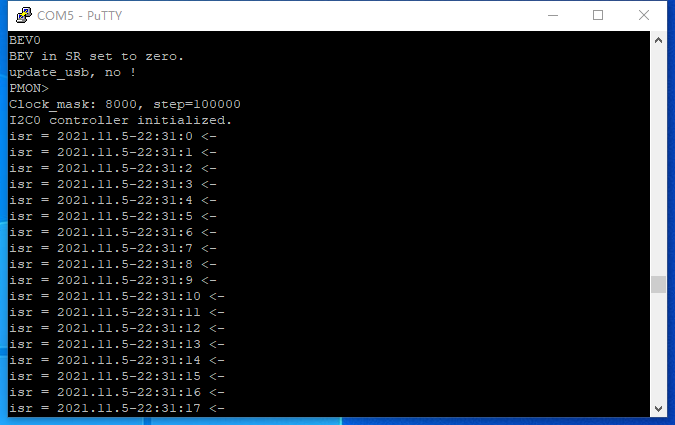 COM5 - PuTTY
BEV0
BEV in SR set to zero.
update_usb, no !
PMON>
Clock_mask: 8000, step=100000
I2C0 controller initialized.
isr = 2021.11.5-22:31:0 <-
isr = 2021.11.5-22:31:1 <-
isr = 2021.11.5-22:31:2 <-
isr = 2021.11.5-22:31:3 <-
isr = 2021.11.5-22:31:4 <-
isr = 2021.11.5-22:31:5 <-
isr = 2021.11.5-22:31:6 <-
isr = 2021.11.5-22:31:7 <-
isr = 2021.11.5-22:31:8 <-
isr = 2021.11.5-22:31:9 <-
isr = 2021.11.5-22:31:10 <-
isr = 2021.11.5-22:31:11 <-
isr = 2021.11.5-22:31:12 <-
isr = 2021.11.5-22:31:13 <-
isr = 2021.11.5-22:31:14 <-
isr = 2021.11.5-22:31:15 <-
isr = 2021.11.5-22:31:16 <-
isr = 2021.11.5-22:31:17 <-